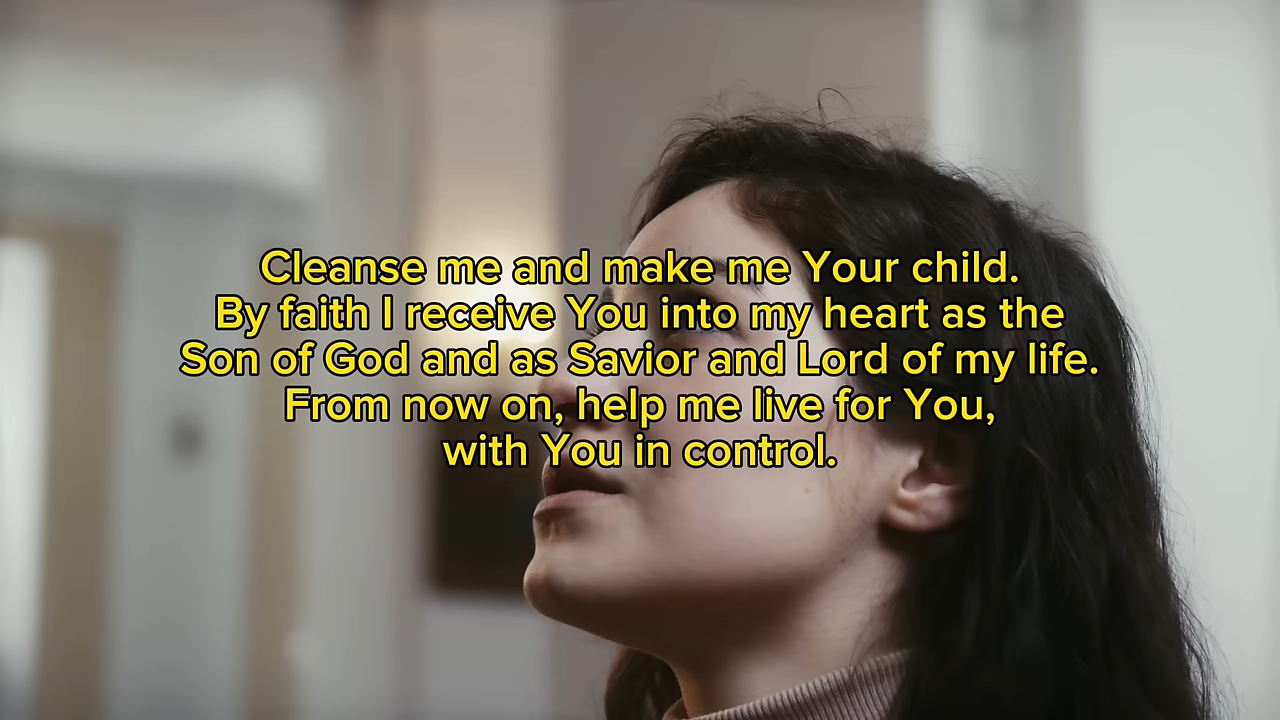 Cleanse me and make me Your child.
By faith I receive You into my heart as the
Son of God and as Savior and Lord of my life.
From now on, help me live for You,
with You in control.